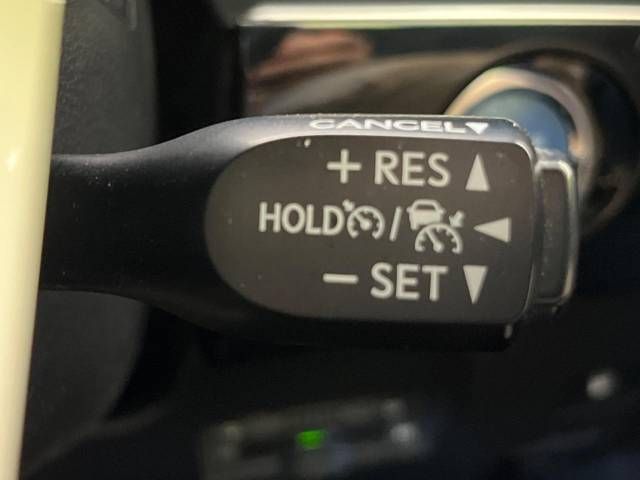 CANCEL▼
+ RES ▲
HOLD / ◀
− SET ▼